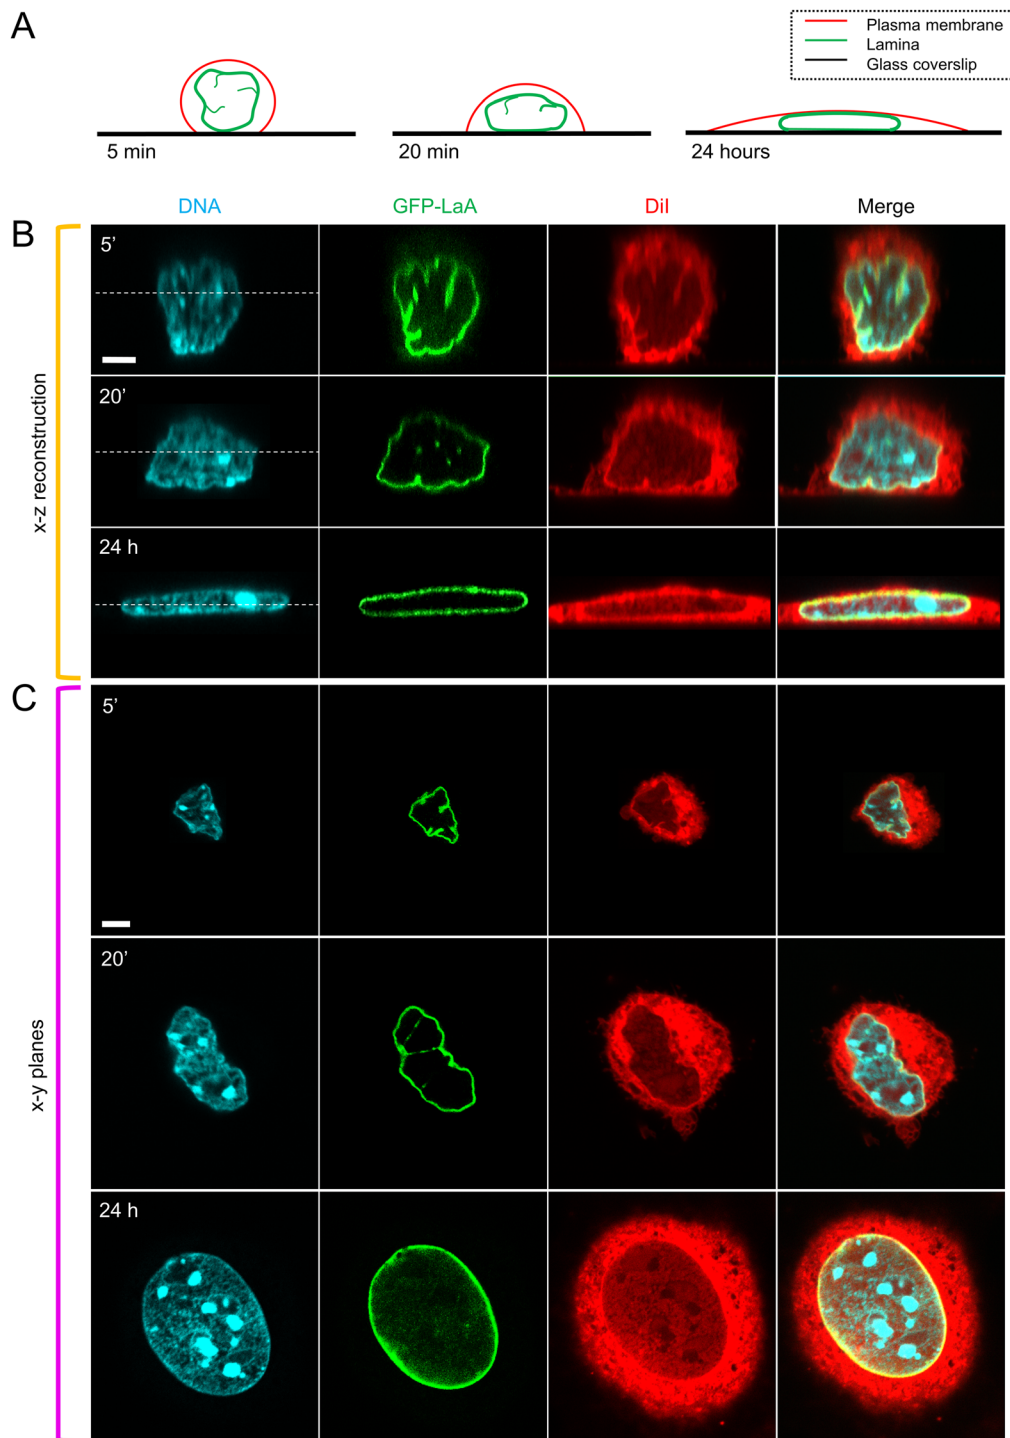 A
Plasma membrane
Lamina
Glass coverslip
5 min
20 min
24 hours
DNA
GFP-LaA
DiI
Merge
B
x-z reconstruction
5’
20’
24 h
C
x-y planes
5’
20’
24 h